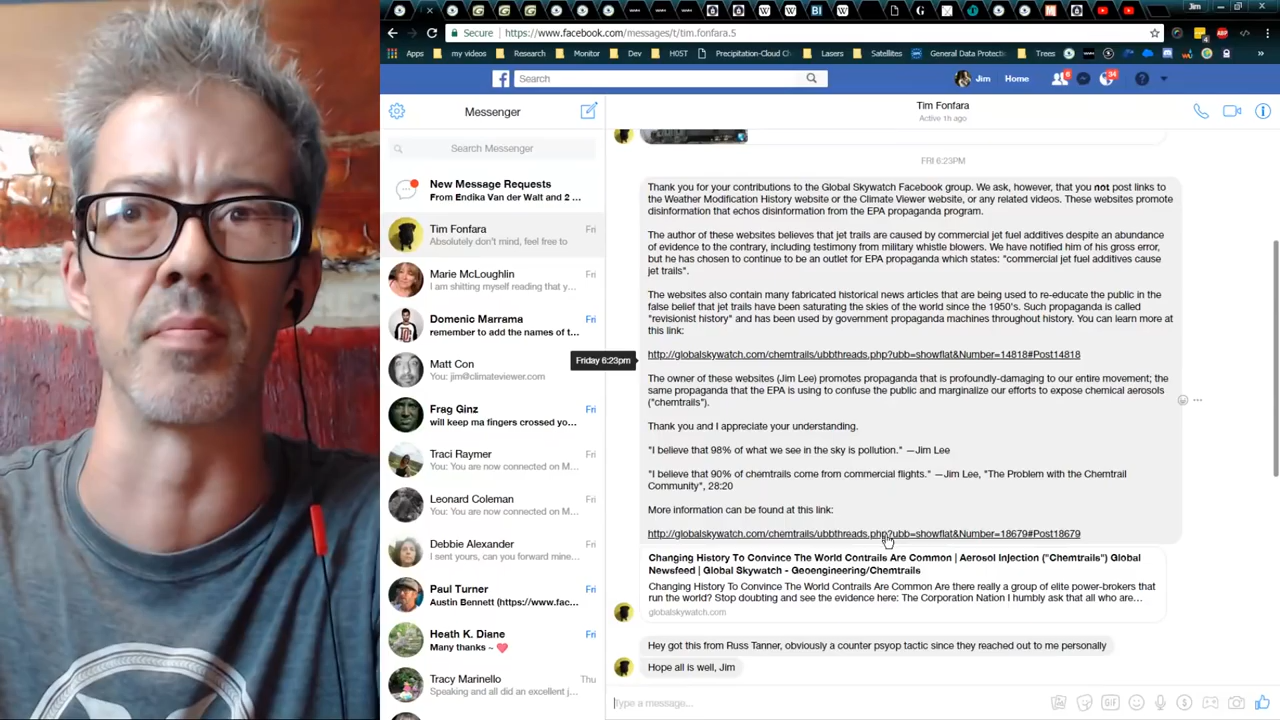 Jim
Secure
https://www.facebook.com/messages/t/tim.fonfara.5
Apps
my videos
Research
Monitor
Dev
H0ST
Precipitation-Cloud Ch
Lasers
Satellites
General Data Protecti
Trees
Search
Jim
Home
6
34
Messenger
Search Messenger
New Message Requests
From Endika Van der Walt and 2 ...
Tim Fonfara
Fri
Absolutely don't mind, feel free to
Marie McLoughlin
Fri
I am shitting myself reading that y...
Domenic Marrama
Fri
remember to add the names of t...
Matt Con
Fri
You: jim@climateviewer.com
Frag Ginz
Fri
will keep ma fingers crossed yo...
Traci Raymer
Fri
You: You are now connected on M...
Leonard Coleman
Fri
You: You are now connected on M...
Debbie Alexander
Fri
I sent yours, can you forward mine...
Paul Turner
Fri
Austin Bennett (https://www.fac...
Heath K. Diane
Fri
Many thanks ~ ❤
Tracy Marinello
Thu
Speaking and all did an excellent j...
Tim Fonfara
Active 1h ago
FRI 6:23PM
Thank you for your contributions to the Global Skywatch Facebook group. We ask, however, that you not post links to
the Weather Modification History website or the Climate Viewer website, or any related videos. These websites promote
disinformation that echos disinformation from the EPA propaganda program.
The author of these websites believes that jet trails are caused by commercial jet fuel additives despite an abundance
of evidence to the contrary, including testimony from military whistle blowers. We have notified him of his gross error,
but he has chosen to continue to be an outlet for EPA propaganda which states: "commercial jet fuel additives cause
jet trails".
The websites also contain many fabricated historical news articles that are being used to re-educate the public in the
false belief that jet trails have been saturating the skies of the world since the 1950's. Such propaganda is called
"revisionist history" and has been used by government propaganda machines throughout history. You can learn more at
this link:
Friday 6:23pm
http://globalskywatch.com/chemtrails/ubbthreads.php?ubb=showflat&Number=14818#Post14818
The owner of these websites (Jim Lee) promotes propaganda that is profoundly-damaging to our entire movement; the
same propaganda that the EPA is using to confuse the public and marginalize our efforts to expose chemical aerosols
("chemtrails").
Thank you and I appreciate your understanding.
"I believe that 98% of what we see in the sky is pollution." —Jim Lee
"I believe that 90% of chemtrails come from commercial flights." —Jim Lee, "The Problem with the Chemtrail
Community", 28:20
More information can be found at this link:
http://globalskywatch.com/chemtrails/ubbthreads.php?ubb=showflat&Number=18679#Post18679
Changing History To Convince The World Contrails Are Common | Aerosol Injection ("Chemtrails") Global
Newsfeed | Global Skywatch - Geoengineering/Chemtrails
Changing History To Convince The World Contrails Are Common Are there really a group of elite power-brokers that
run the world? Stop doubting and see the evidence here: The Corporation Nation I humbly ask that all who are...
globalskywatch.com
Hey got this from Russ Tanner, obviously a counter psyop tactic since they reached out to me personally
Hope all is well, Jim
Type a message...
GIF